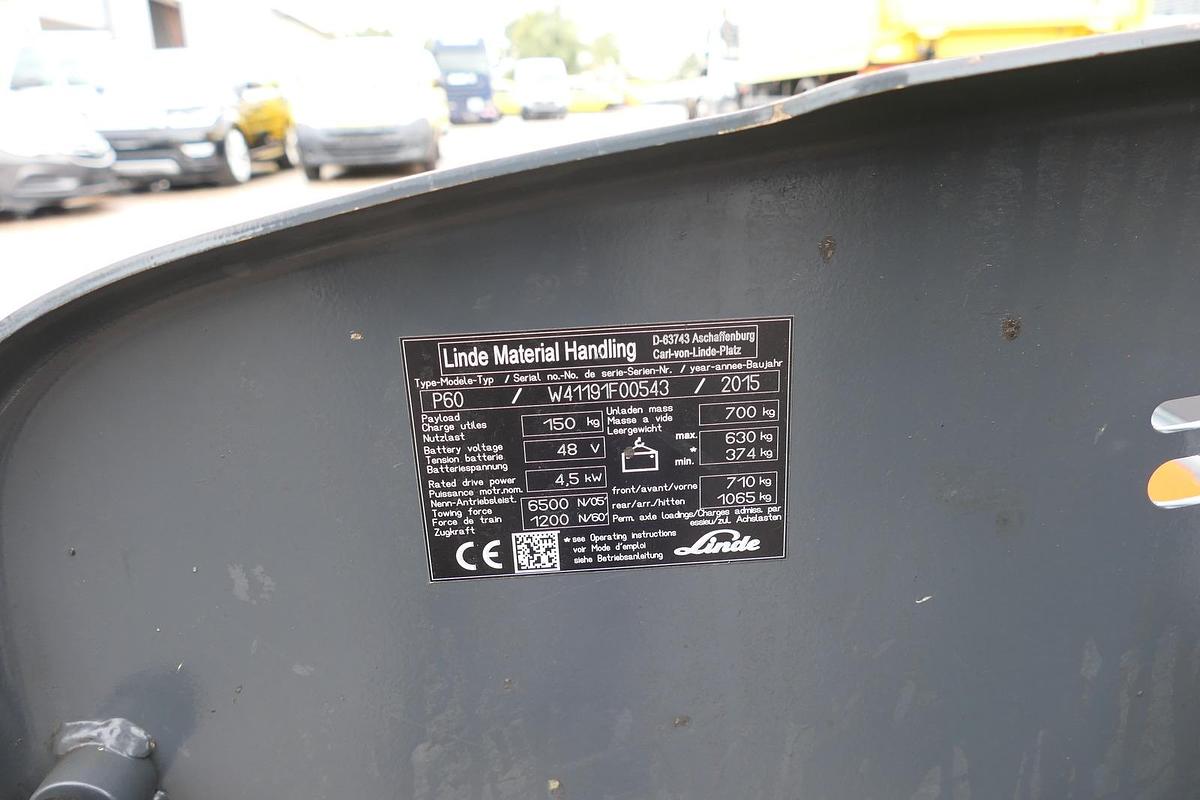 Linde Material Handling
D-63743 Aschaffenburg
Carl-von-Linde-Platz
Type-Modele-Typ / Serial no.-No. de serie-Serien-Nr. / year-annee-Baujahr
P60 / W41191F00543 / 2015
Payload
Charge utiles
Nutzlast
150 kg
Battery voltage
Tension batterie
Batteriespannung
48 V
Rated drive power
Puissance motr.nom.
Nenn-Antriebsleist.
4,5 kW
Towing force
Force de train
Zugkraft
6500 N/05'
1200 N/60'
Unladen mass
Masse a vide
Leergewicht
700 kg
max. 630 kg
*
min. 374 kg
front/avant/vorne 710 kg
rear/arr./hitten 1065 kg
Perm. axle loadings/Charges admiss. par
essieu/zul. Achslasten
CE
*see Operating instructions
voir Mode d'emploi
siehe Betriebsanleitung
Linde